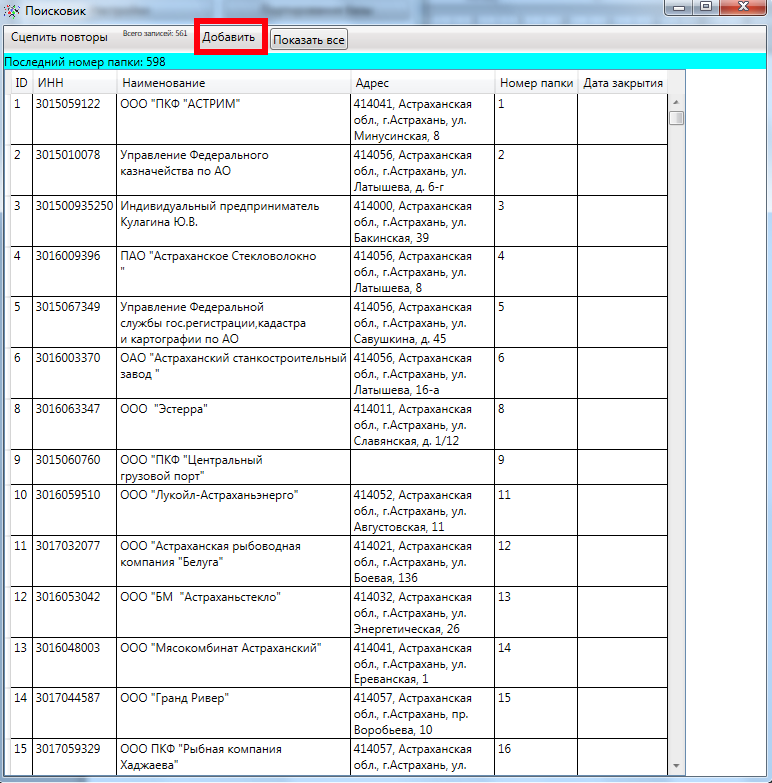 Поисковик
Сцепить повторы Всего записей: 561 Добавить Показать все
Последний номер папки: 598
ID ИНН Наименование Адрес Номер папки Дата закрытия
1 3015059122 ООО "ПКФ "АСТРИМ" 414041, Астраханская 1
обл., г.Астрахань, ул.
Минусинская, 8
2 3015010078 Управление Федерального 414056, Астраханская 2
казначейства по АО обл., г.Астрахань, ул.
Латышева, д. 6-г
3 301500935250 Индивидуальный предприниматель 414000, Астраханская 3
Кулагина Ю.В. обл., г.Астрахань, ул.
Бакинская, 39
4 3016009396 ПАО "Астраханское Стекловолокно 414056, Астраханская 4
" обл., г.Астрахань, ул.
Латышева, 8
5 3015067349 Управление Федеральной 414056, Астраханская 5
службы гос.регистрации,кадастра обл., г.Астрахань, ул.
и картографии по АО Савушкина, д. 45
6 3016003370 ОАО "Астраханский станкостроительный 414056, Астраханская 6
завод " обл., г.Астрахань, ул.
Латышева, 16-а
8 3016063347 ООО  "Эстерра" 414011, Астраханская 8
обл., г.Астрахань, ул.
Славянская, д. 1/12
9 3015060760 ООО "ПКФ "Центральный 9
грузовой порт"
10 3016059510 ООО "Лукойл-Астраханьэнерго" 414052, Астраханская 11
обл., г.Астрахань, ул.
Августовская, 11
11 3017032077 ООО "Астраханская рыбоводная 414021, Астраханская 12
компания "Белуга" обл., г.Астрахань, ул.
Боевая, 136
12 3016053042 ООО "БМ  "Астраханьстекло" 414032, Астраханская 13
обл., г.Астрахань, ул.
Энергетическая, 26
13 3016048003 ООО "Мясокомбинат Астраханский" 414041, Астраханская 14
обл., г.Астрахань, ул.
Ереванская, 1
14 3017044587 ООО "Гранд Ривер" 414057, Астраханская 15
обл., г.Астрахань, пр.
Воробьева, 10
15 3017059329 ООО ПКФ "Рыбная компания 414057, Астраханская 16
Хаджаева" обл., г.Астрахань, ул.